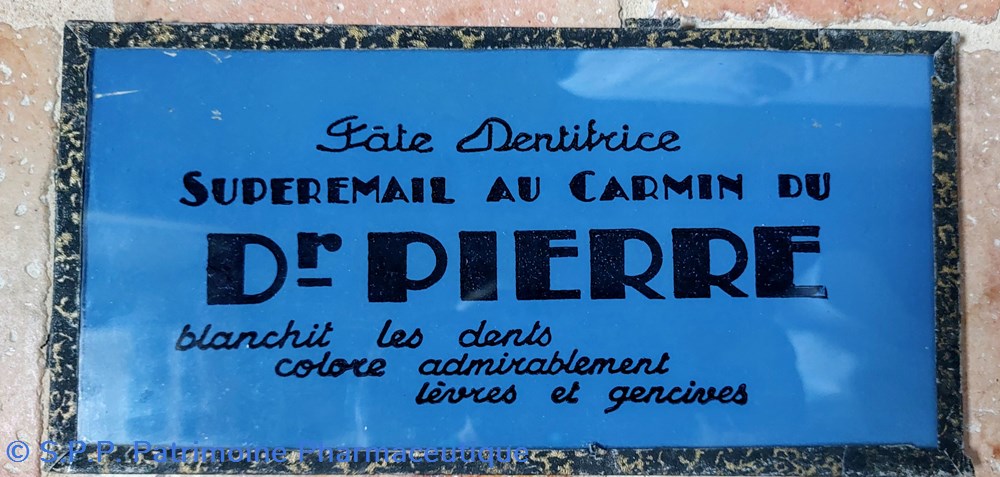 Pâte Dentifrice
SUPEREMAIL AU CARMIN DU
Dr PIERRE
blanchit les dents
colore admirablement
lèvres et gencives
© S.P.P. Patrimoine Pharmaceutique